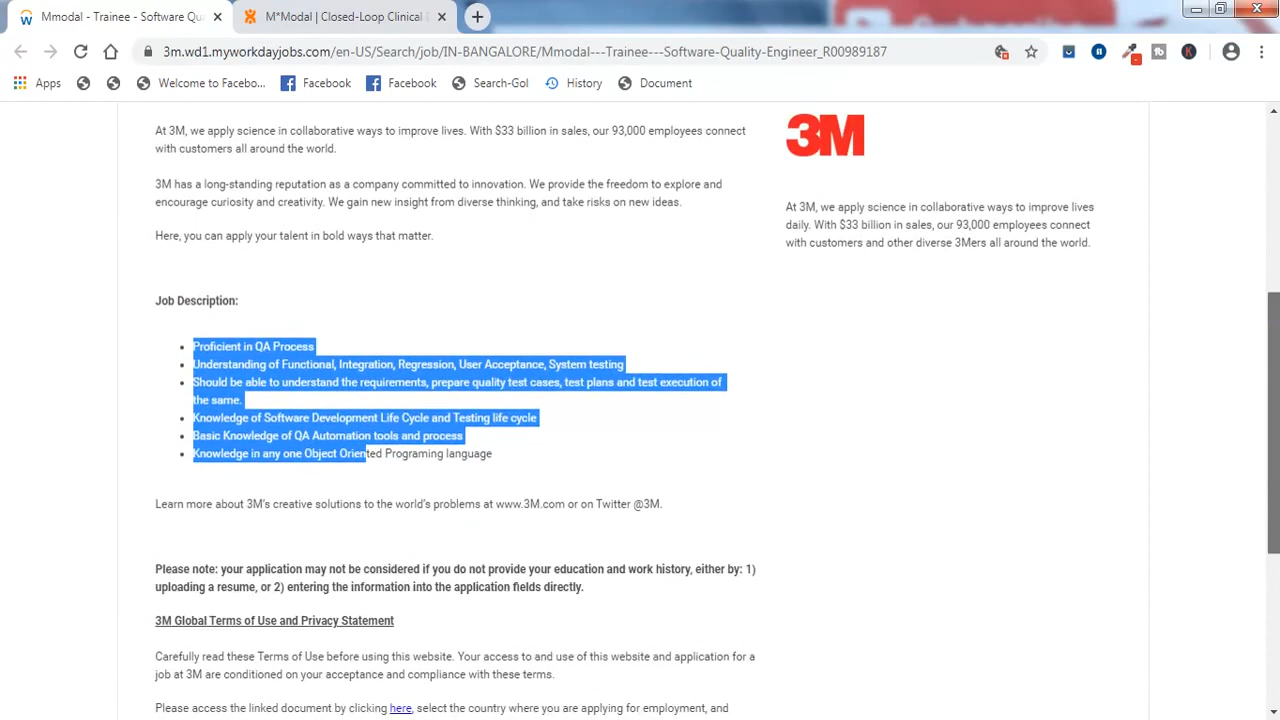 Mmodal - Trainee - Software Qu
M*Modal | Closed-Loop Clinical
3m.wd1.myworkdayjobs.com/en-US/Search/job/IN-BANGALORE/Mmodal---Trainee---Software-Quality-Engineer_R00989187
Apps
Welcome to Facebo...
Facebook
Facebook
Search-Gol
History
Document
At 3M, we apply science in collaborative ways to improve lives. With $33 billion in sales, our 93,000 employees connect
with customers all around the world.
3M has a long-standing reputation as a company committed to innovation. We provide the freedom to explore and
encourage curiosity and creativity. We gain new insight from diverse thinking, and take risks on new ideas.
Here, you can apply your talent in bold ways that matter.
3M
At 3M, we apply science in collaborative ways to improve lives
daily. With $33 billion in sales, our 93,000 employees connect
with customers and other diverse 3Mers all around the world.
Job Description:
Proficient in QA Process
Understanding of Functional, Integration, Regression, User Acceptance, System testing
Should be able to understand the requirements, prepare quality test cases, test plans and test execution of
the same.
Knowledge of Software Development Life Cycle and Testing life cycle
Basic Knowledge of QA Automation tools and process
Knowledge in any one Object Oriented Programing language
Learn more about 3M's creative solutions to the world's problems at www.3M.com or on Twitter @3M.
Please note: your application may not be considered if you do not provide your education and work history, either by: 1)
uploading a resume, or 2) entering the information into the application fields directly.
3M Global Terms of Use and Privacy Statement
Carefully read these Terms of Use before using this website. Your access to and use of this website and application for a
job at 3M are conditioned on your acceptance and compliance with these terms.
Please access the linked document by clicking here, select the country where you are applying for employment, and